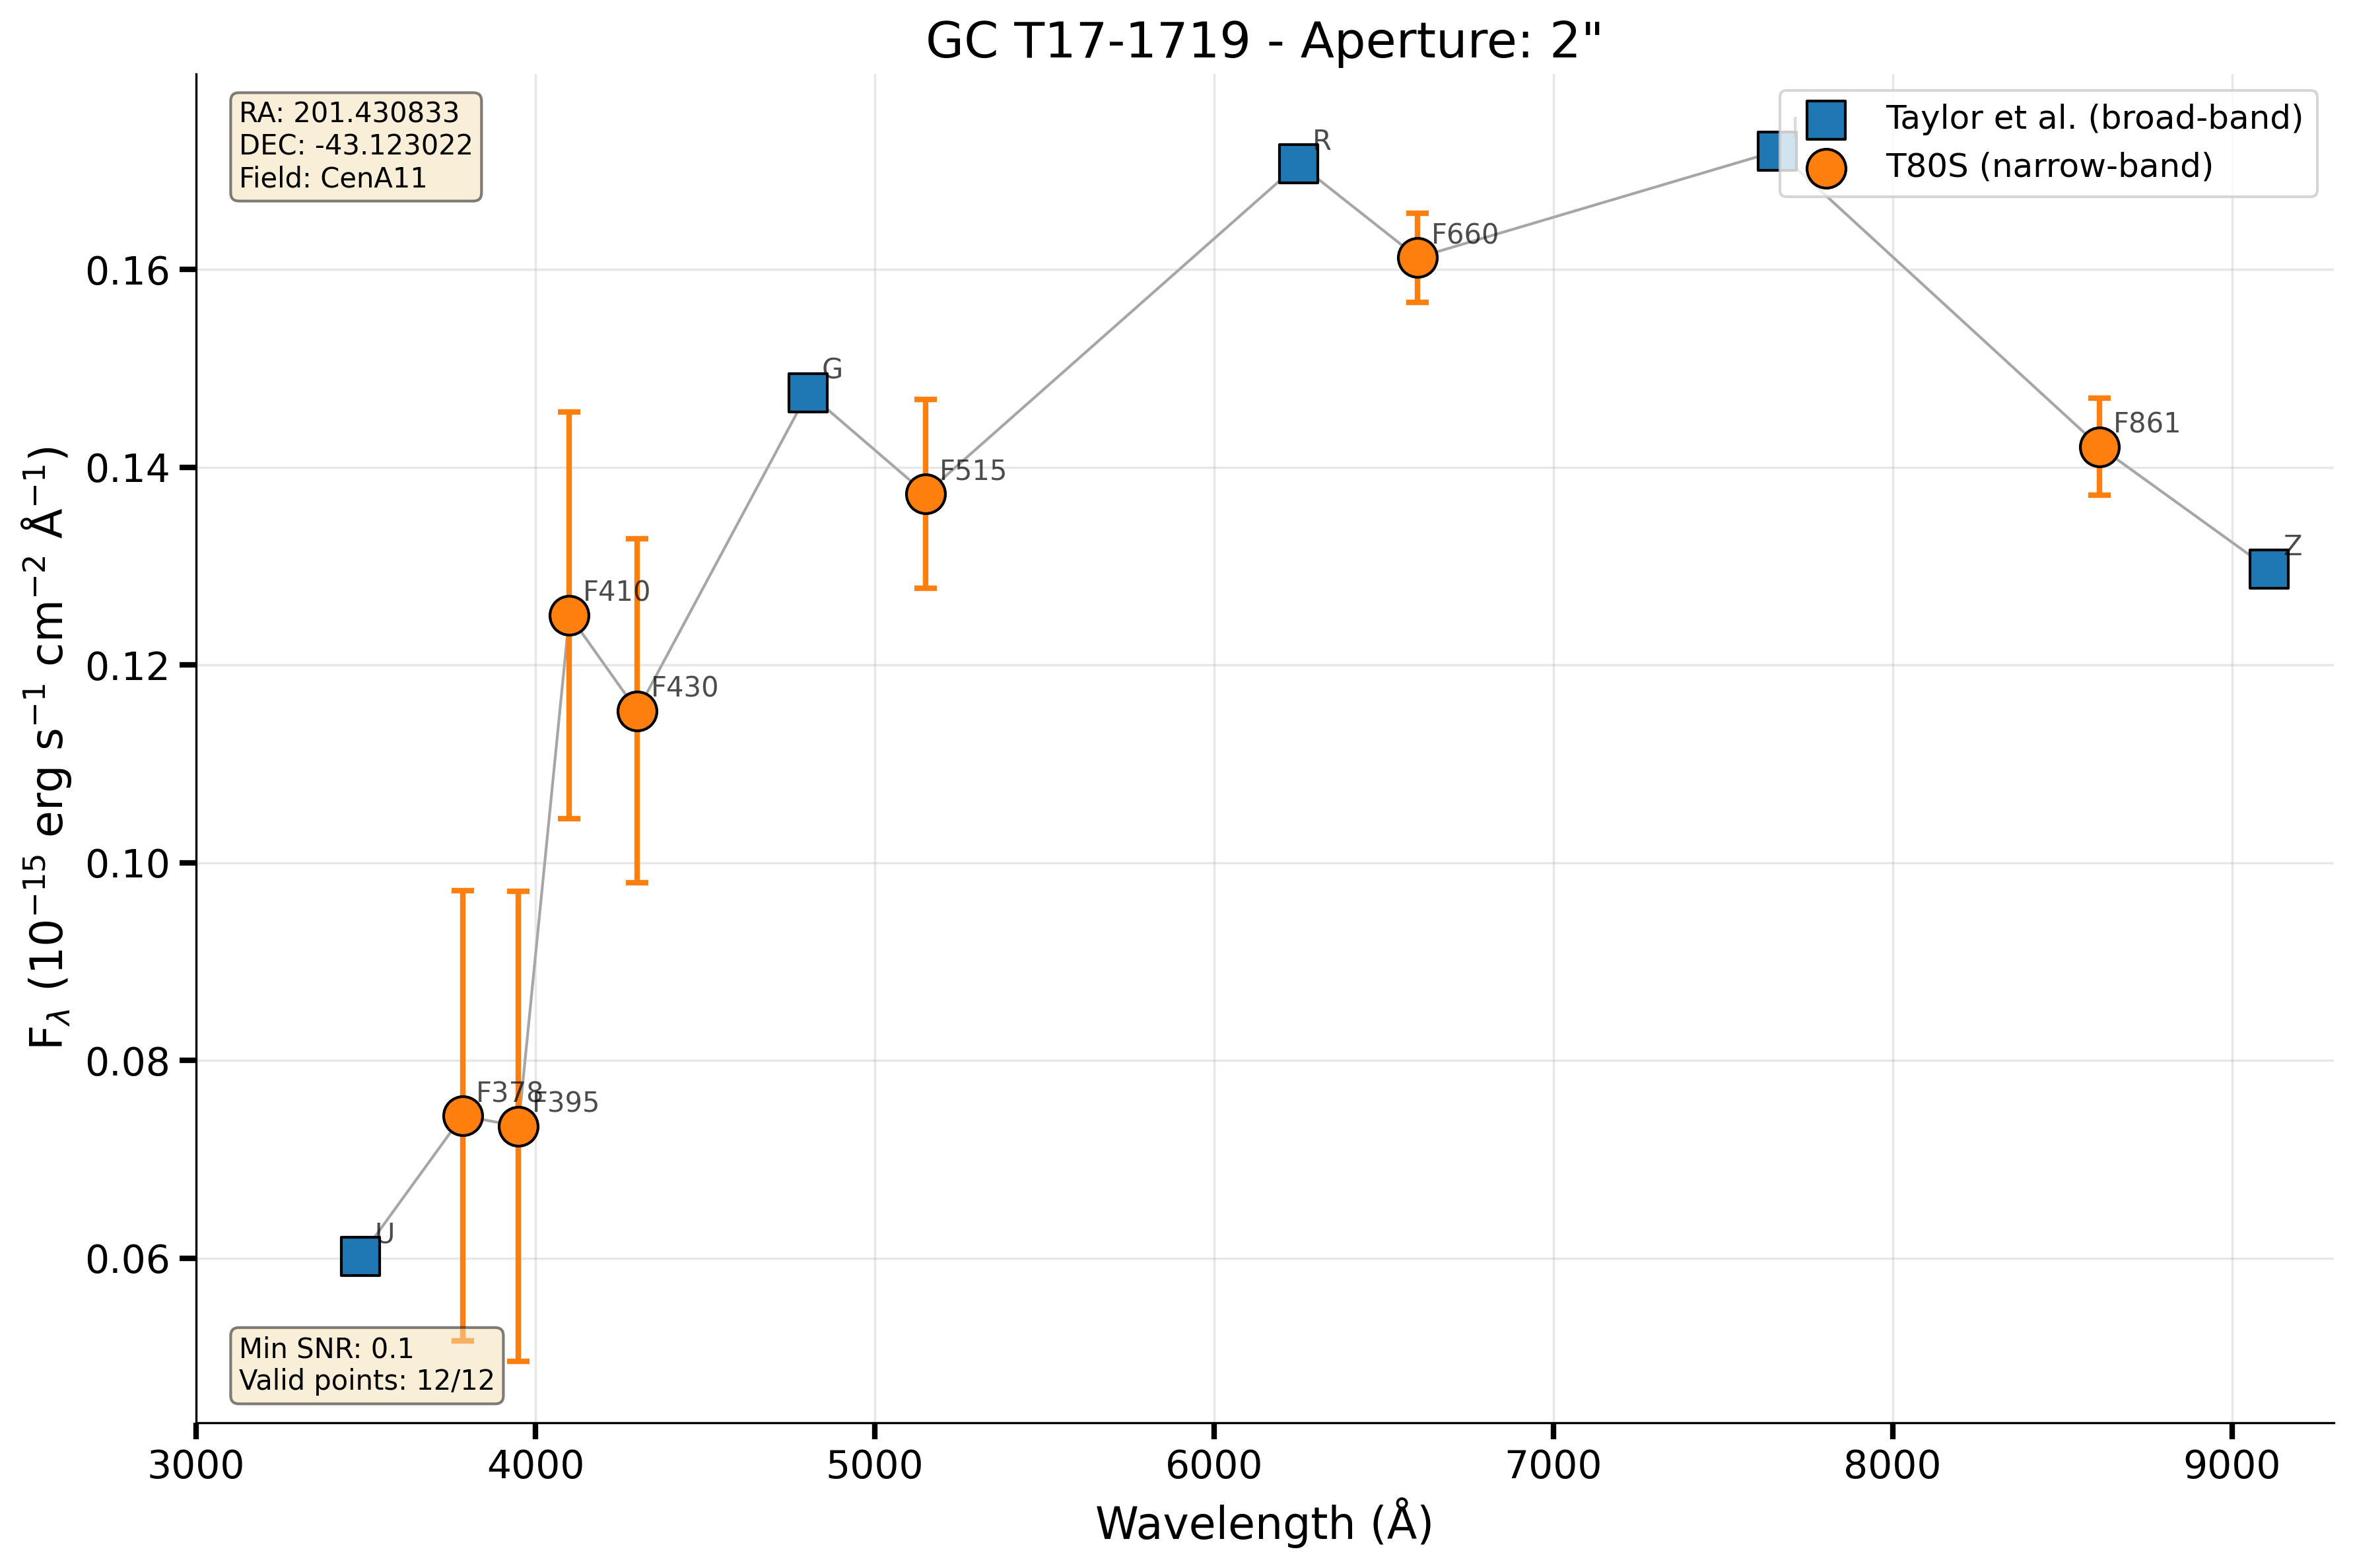 GC T17-1719 - Aperture: 2"
RA: 201.430833
DEC: -43.123022
Field: CenA11
Taylor et al. (broad-band)
T80S (narrow-band)
R
F660
G
F515
F861
Z
F410
F430
F378
F395
U
Min SNR: 0.1
Valid points: 12/12
0.16
0.14
0.12
0.10
0.08
0.06
F_λ (10⁻¹⁵ erg s⁻¹ cm⁻² Å⁻¹)
3000 4000 5000 6000 7000 8000 9000
Wavelength (Å)